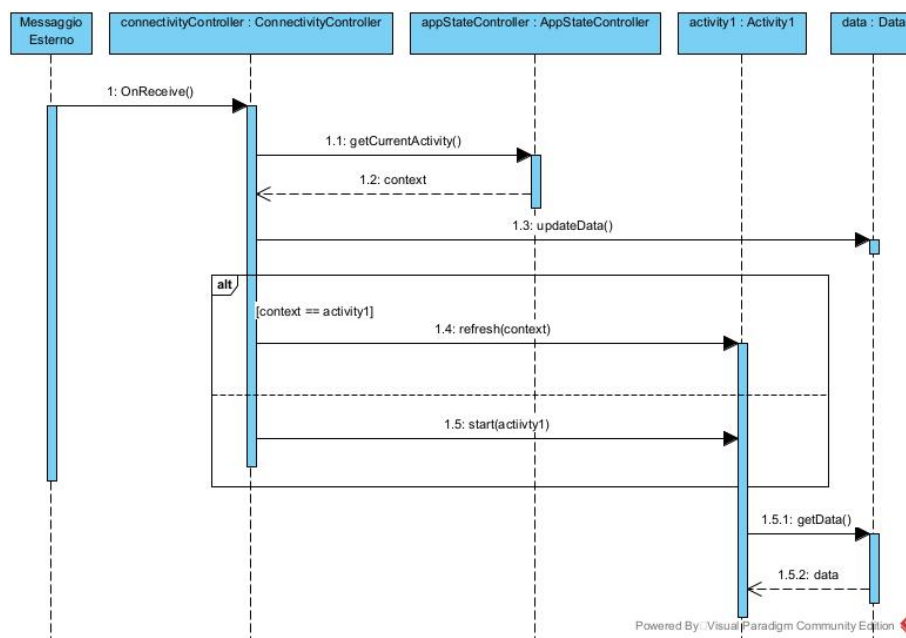 Messaggio
Esterno
connectivityController : ConnectivityController
appStateController : AppStateController
activity1 : Activity1
data : Data
1: OnReceive()
1.1: getCurrentActivity()
1.2: context
1.3: updateData()
alt
[context == activity1]
1.4: refresh(context)
1.5: start(actiivty1)
1.5.1: getData()
1.5.2: data
Powered By Visual Paradigm Community Edition